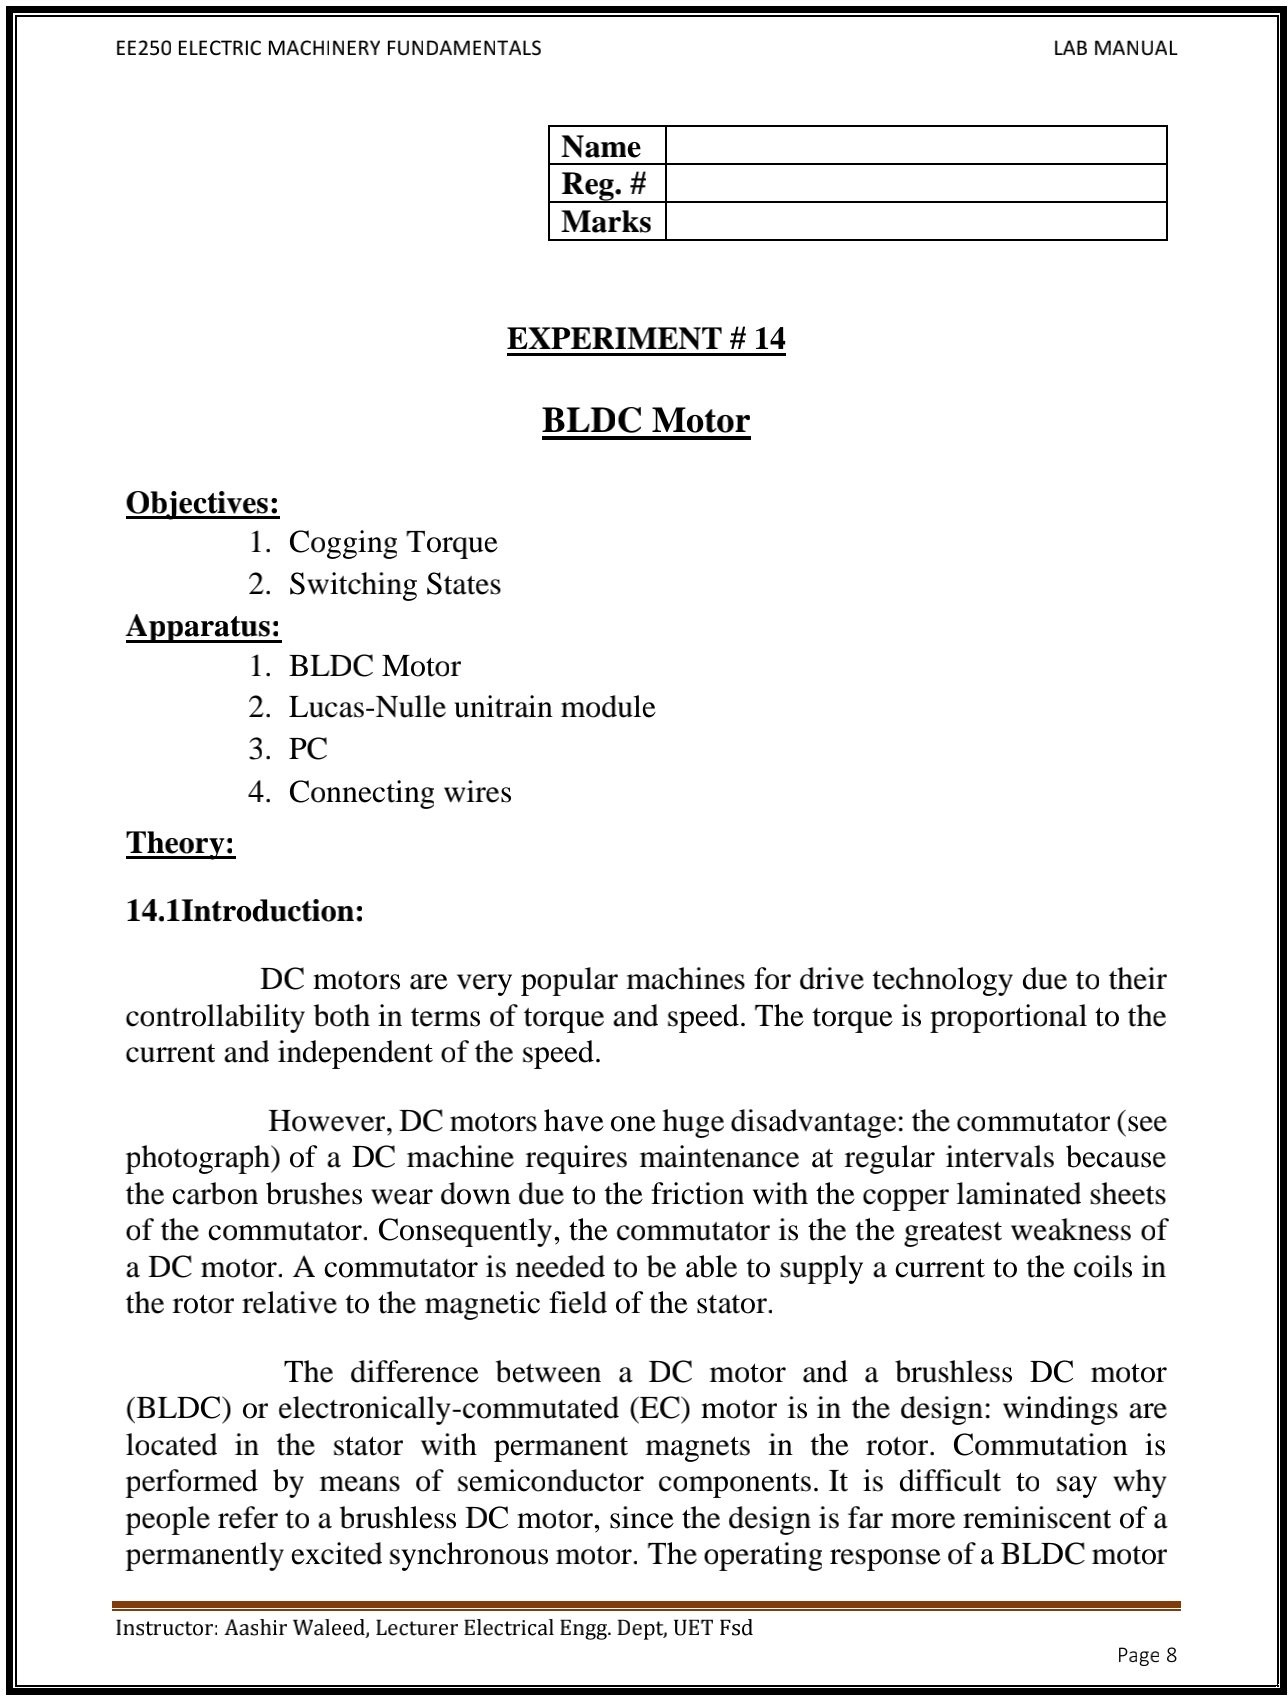 EE250 ELECTRIC MACHINERY FUNDAMENTALS LAB MANUAL
Name
Reg. #
Marks
EXPERIMENT # 14
BLDC Motor
Objectives:
1. Cogging Torque
2. Switching States
Apparatus:
1. BLDC Motor
2. Lucas-Nulle unitrain module
3. PC
4. Connecting wires
Theory:
14.1Introduction:
DC motors are very popular machines for drive technology due to their
controllability both in terms of torque and speed. The torque is proportional to the
current and independent of the speed.
However, DC motors have one huge disadvantage: the commutator (see
photograph) of a DC machine requires maintenance at regular intervals because
the carbon brushes wear down due to the friction with the copper laminated sheets
of the commutator. Consequently, the commutator is the the greatest weakness of
a DC motor. A commutator is needed to be able to supply a current to the coils in
the rotor relative to the magnetic field of the stator.
The difference between a DC motor and a brushless DC motor
(BLDC) or electronically-commutated (EC) motor is in the design: windings are
located in the stator with permanent magnets in the rotor. Commutation is
performed by means of semiconductor components. It is difficult to say why
people refer to a brushless DC motor, since the design is far more reminiscent of a
permanently excited synchronous motor. The operating response of a BLDC motor
Instructor: Aashir Waleed, Lecturer Electrical Engg. Dept, UET Fsd
Page 8